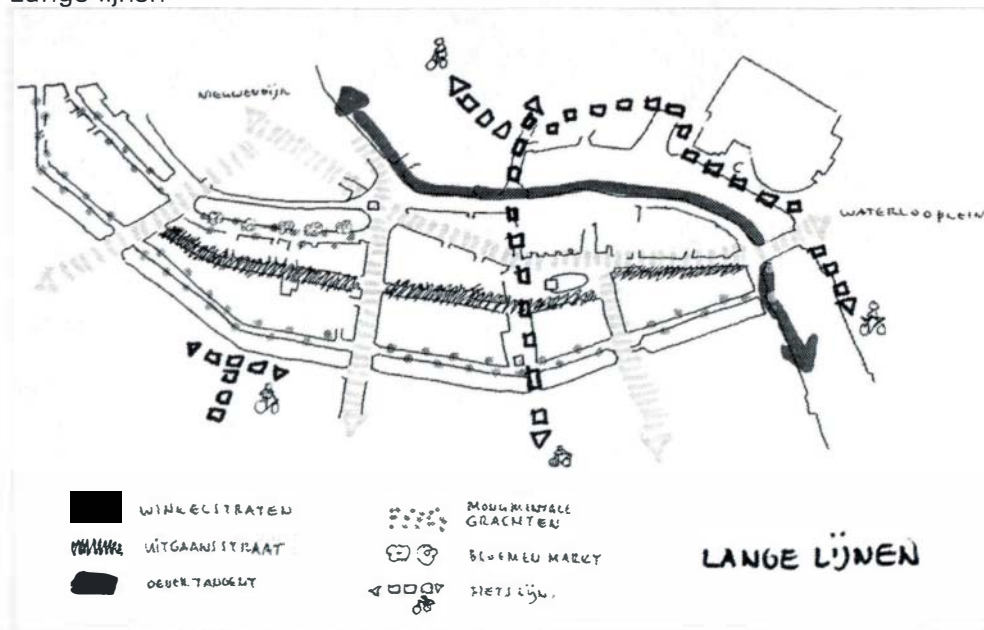 Lange lijnen
NIEUWENDIJK
WATERLOOPLEIN
WINKELSTRATEN
UITGAANSSTRAAT
OEVER TANGENT
MONUMENTALE
GRACHTEN
BLOEMEN MARKT
FIETS LIJN.
LANGE LIJNEN